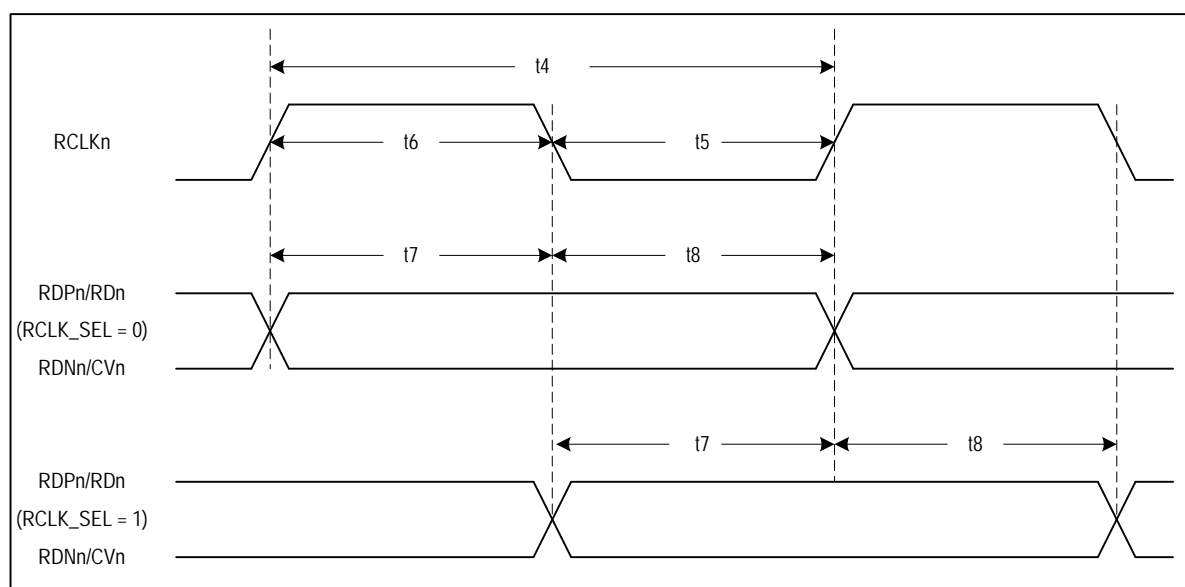 t4
RCLKn
t6
t5
t7
t8
RDPn/RDn
(RCLK_SEL = 0)
RDNn/CVn
t7
t8
RDPn/RDn
(RCLK_SEL = 1)
RDNn/CVn